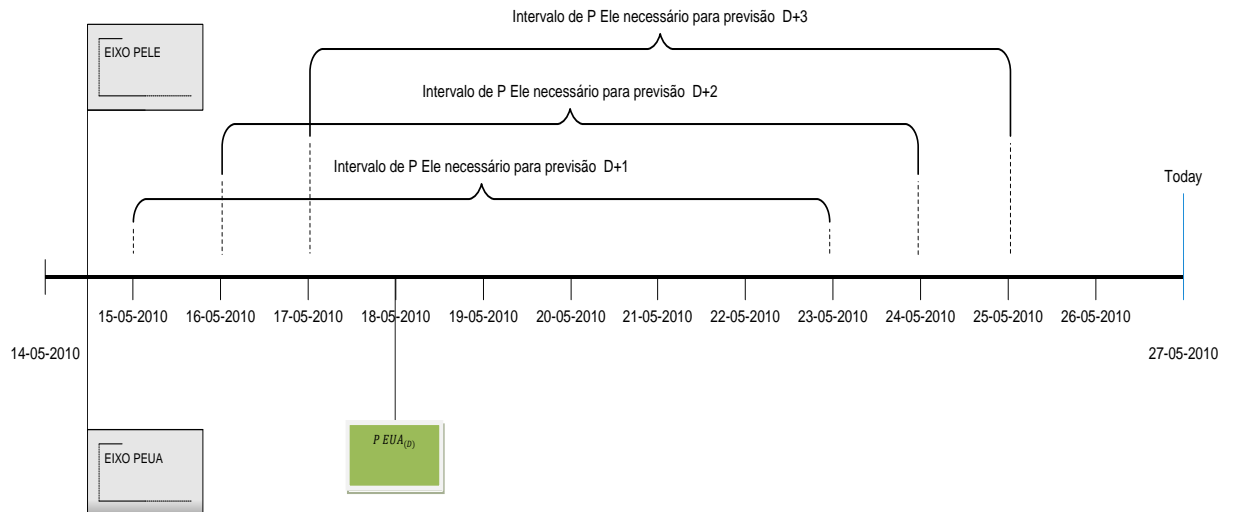 Intervalo de P Ele necessário para previsão D+3
EIXO PELE
Intervalo de P Ele necessário para previsão D+2
Intervalo de P Ele necessário para previsão D+1
Today
15-05-2010 16-05-2010 17-05-2010 18-05-2010 19-05-2010 20-05-2010 21-05-2010 22-05-2010 23-05-2010 24-05-2010 25-05-2010 26-05-2010
14-05-2010 27-05-2010
P EUA(D)
EIXO PEUA